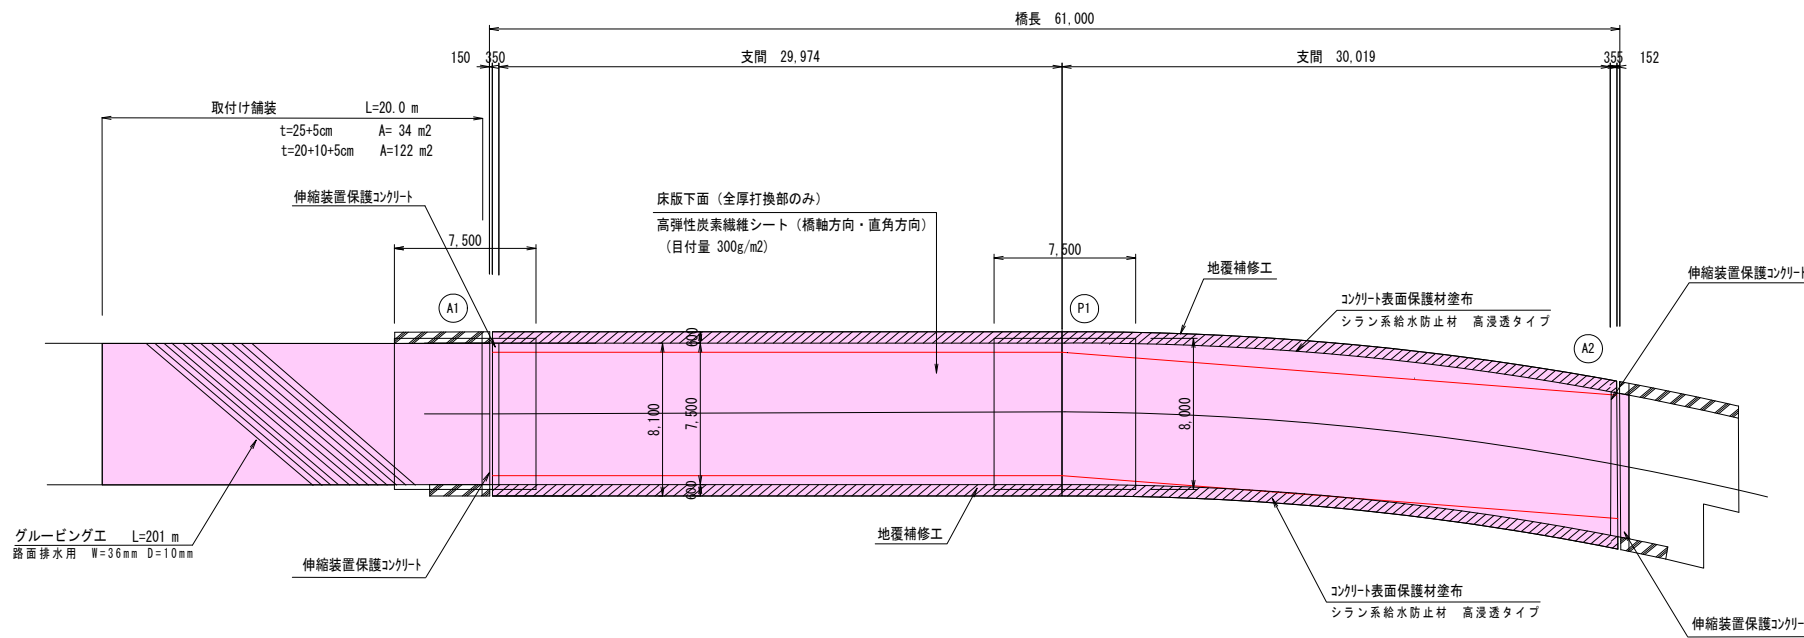 橋長 61,000
150 350 支間 29,974 支間 30,019 355 152
取付け舗装 L=20.0 m
t=25+5cm A= 34 m2
t=20+10+5cm A=122 m2
伸縮装置保護ｺﾝｸﾘｰﾄ
床版下面（全厚打換部のみ）
高弾性炭素繊維シート（橋軸方向・直角方向）
（目付量 300g/m2）
7,500
7,500
地覆補修工
伸縮装置保護ｺﾝｸﾘｰﾄ
ｺﾝｸﾘｰﾄ表面保護材塗布
シラン系給水防止材 高浸透タイプ
A1
P1
A2
600
8,100
7,500
8,000
600
グルービング工 L=201 m
路面排水用 W=36mm D=10mm
伸縮装置保護ｺﾝｸﾘｰﾄ
地覆補修工
ｺﾝｸﾘｰﾄ表面保護材塗布
シラン系給水防止材 高浸透タイプ
伸縮装置保護ｺﾝｸﾘｰ